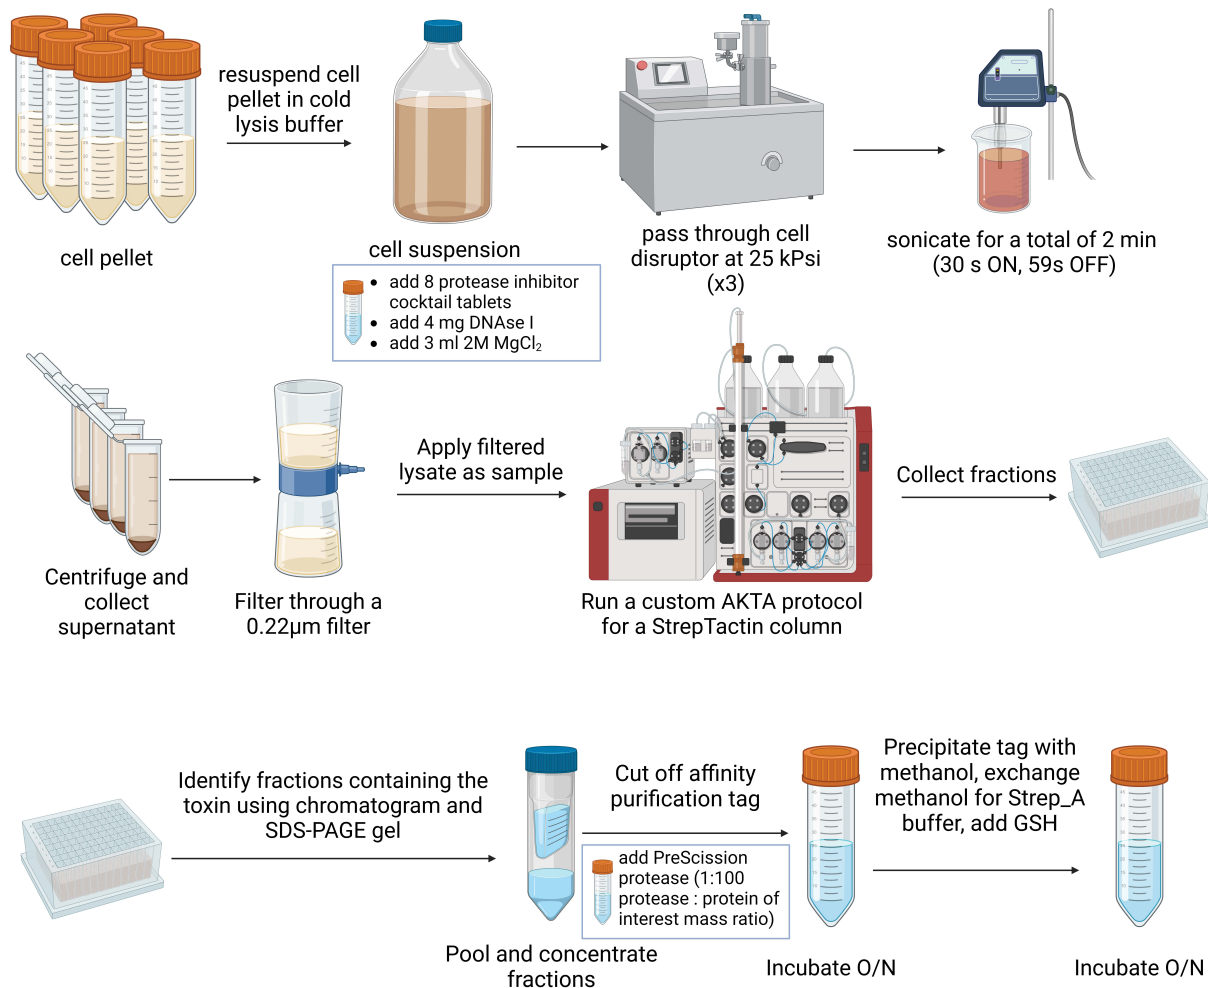 resuspend cell
pellet in cold
lysis buffer
cell pellet
cell suspension
• add 8 protease inhibitor
cocktail tablets
• add 4 mg DNAse I
• add 3 ml 2M MgCl₂
pass through cell
disruptor at 25 kPsi
(x3)
sonicate for a total of 2 min
(30 s ON, 59s OFF)
Centrifuge and
collect
supernatant
Filter through a
0.22µm filter
Apply filtered
lysate as sample
Run a custom AKTA protocol
for a StrepTactin column
Collect fractions
Identify fractions containing the
toxin using chromatogram and
SDS-PAGE gel
Pool and concentrate
fractions
Cut off affinity
purification tag
add PreScission
protease (1:100
protease : protein of
interest mass ratio)
Incubate O/N
Precipitate tag with
methanol, exchange
methanol for Strep_A
buffer, add GSH
Incubate O/N